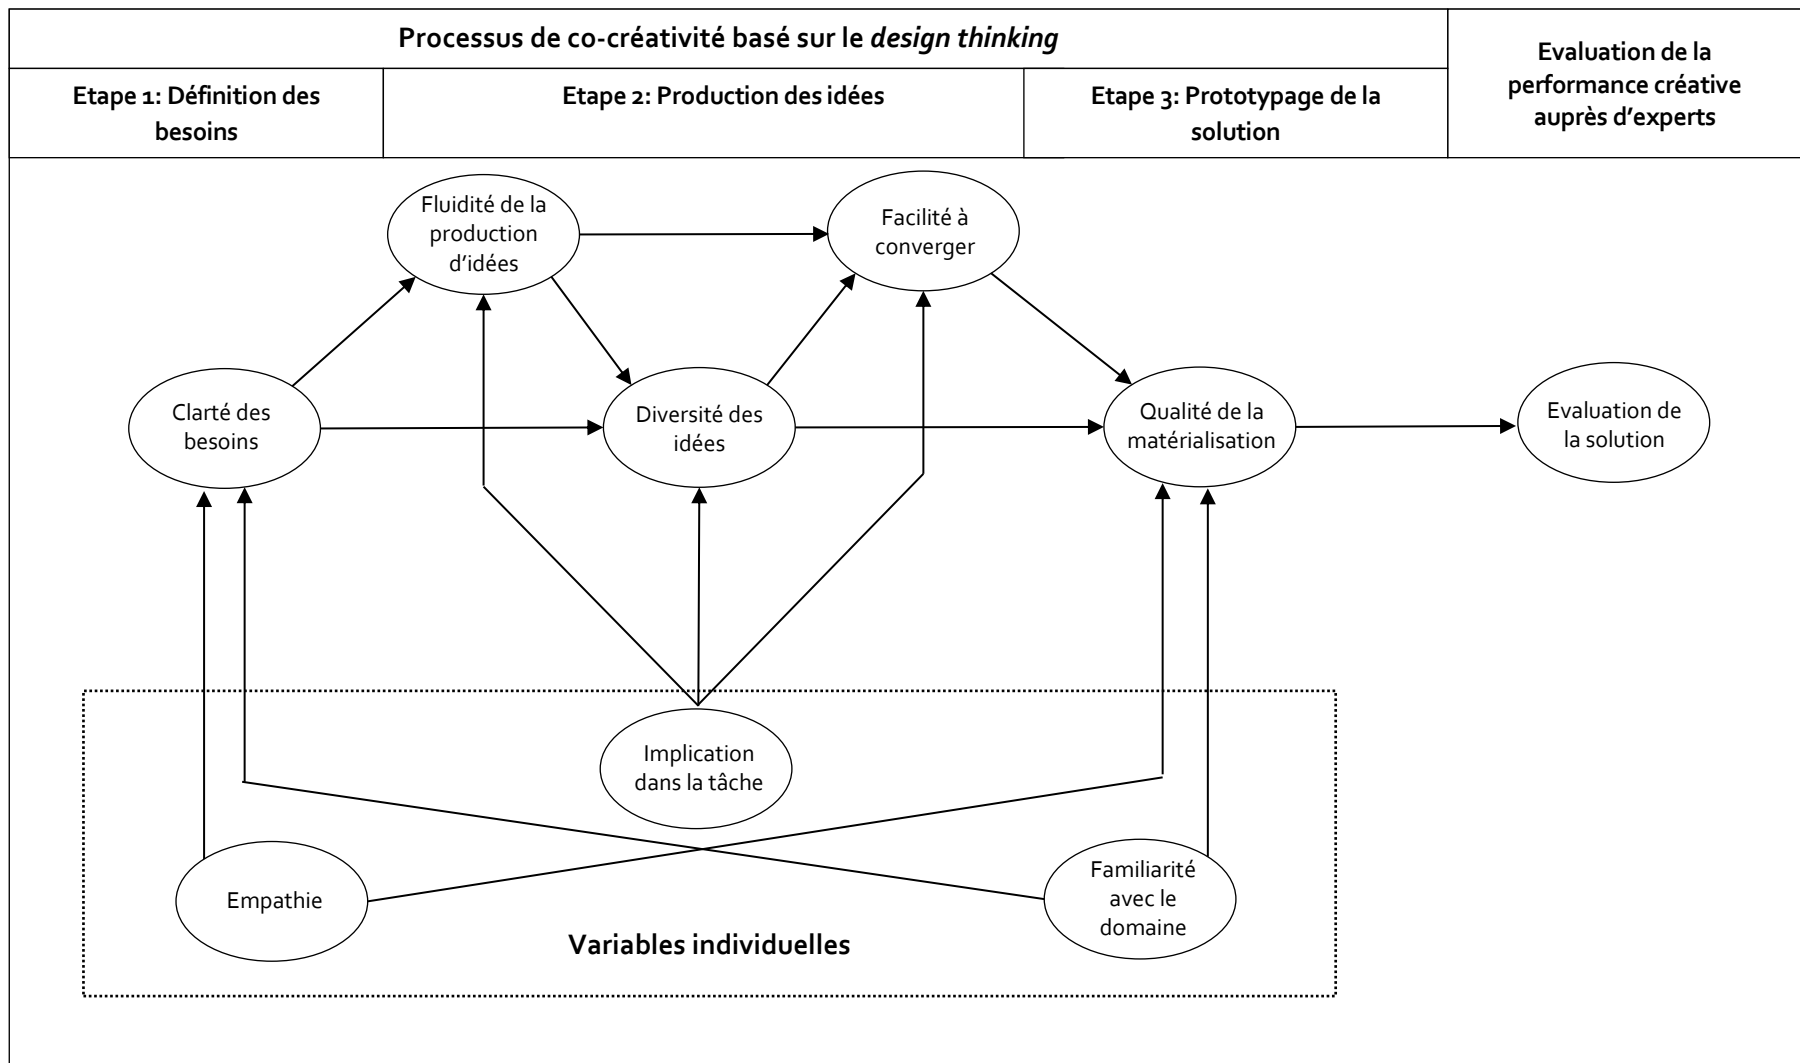 Processus de co-créativité basé sur le design thinking
Evaluation de la
performance créative
auprès d’experts
Etape 1: Définition des
besoins
Etape 2: Production des idées
Etape 3: Prototypage de la
solution
Fluidité de la
production
d’idées
Facilité à
converger
Clarté des
besoins
Diversité des
idées
Qualité de la
matérialisation
Evaluation de
la solution
Implication
dans la tâche
Empathie
Familiarité
avec le
domaine
Variables individuelles